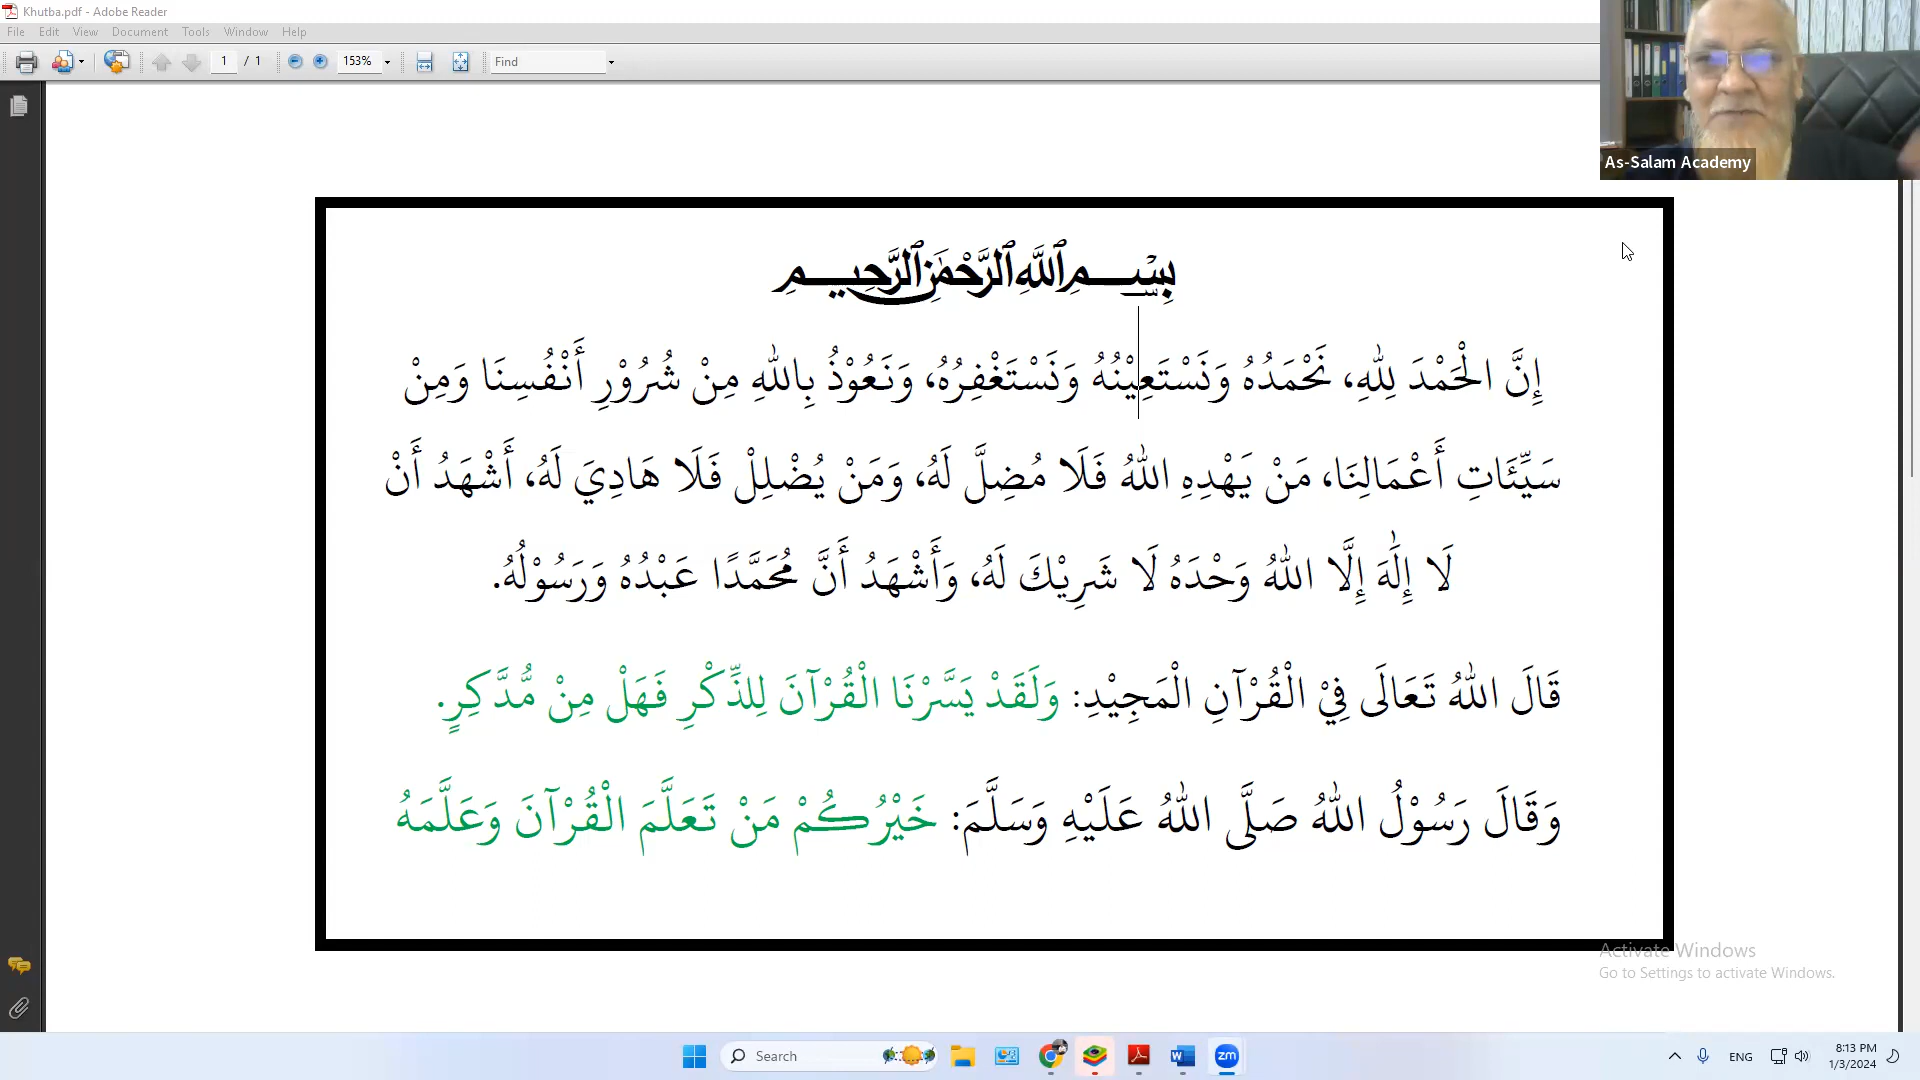 Khutba.pdf - Adobe Reader
File Edit View Document Tools Window Help
1 / 1 153% Find
As-Salam Academy
بِسْمِ ٱللَّهِ ٱلرَّحْمَٰنِ ٱلرَّحِيمِ
إِنَّ الْحَمْدَ لِلّٰهِ، نَحْمَدُهُ وَنَسْتَعِيْنُهُ وَنَسْتَغْفِرُهُ، وَنَعُوْذُ بِاللّٰهِ مِنْ شُرُوْرِ أَنْفُسِنَا وَمِنْ
سَيِّئَاتِ أَعْمَالِنَا، مَنْ يَهْدِهِ اللّٰهُ فَلَا مُضِلَّ لَهُ، وَمَنْ يُضْلِلْ فَلَا هَادِيَ لَهُ، أَشْهَدُ أَنْ
لَا إِلٰهَ إِلَّا اللّٰهُ وَحْدَهُ لَا شَرِيْكَ لَهُ، وَأَشْهَدُ أَنَّ مُحَمَّدًا عَبْدُهُ وَرَسُوْلُهُ.
قَالَ اللّٰهُ تَعَالَى فِيْ الْقُرْآنِ الْمَجِيْدِ: وَلَقَدْ يَسَّرْنَا الْقُرْآنَ لِلذِّكْرِ فَهَلْ مِنْ مُّدَّكِرٍ.
وَقَالَ رَسُوْلُ اللّٰهُ صَلَّى اللّٰهُ عَلَيْهِ وَسَلَّمَ: خَيْرُكُمْ مَنْ تَعَلَّمَ الْقُرْآنَ وَعَلَّمَهُ
Activate Windows
Go to Settings to activate Windows.
Search
zm
ENG
8:13 PM
1/3/2024